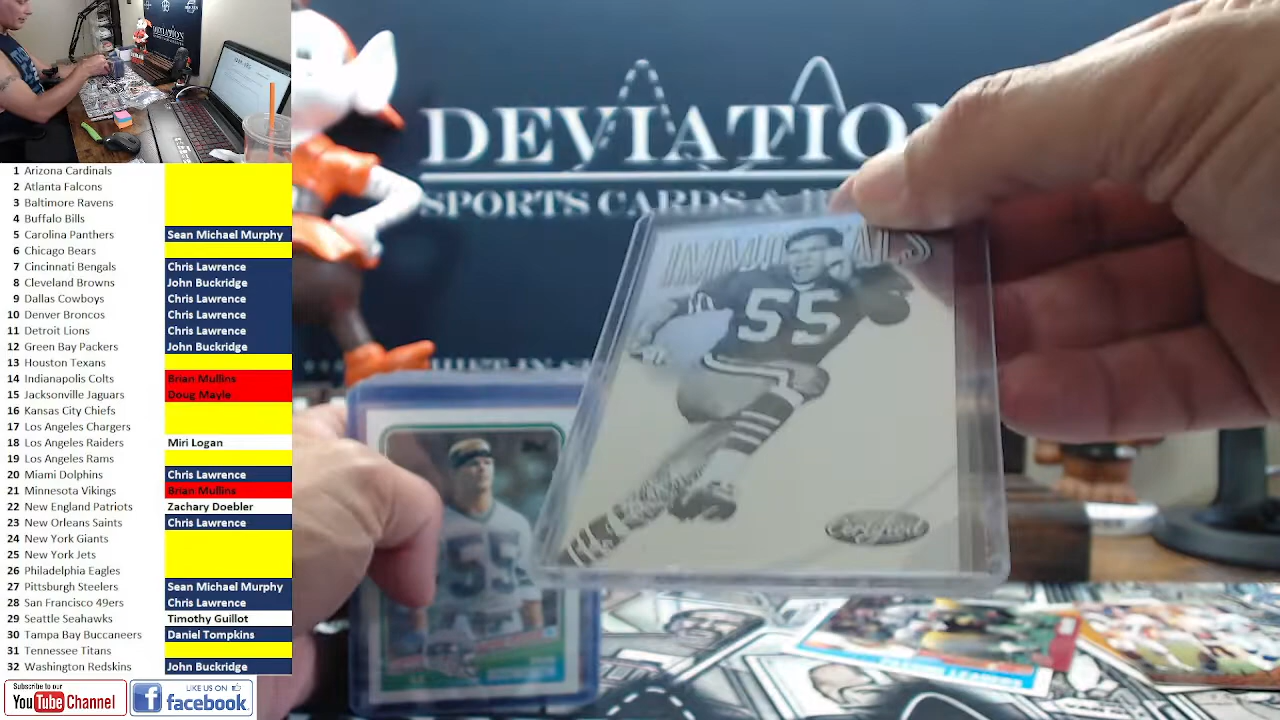 DEVIATION
SPORTS CARDS &
IMMORTALS
55
Certified
55
1 Arizona Cardinals
2 Atlanta Falcons
3 Baltimore Ravens
4 Buffalo Bills
5 Carolina Panthers Sean Michael Murphy
6 Chicago Bears
7 Cincinnati Bengals Chris Lawrence
8 Cleveland Browns John Buckridge
9 Dallas Cowboys Chris Lawrence
10 Denver Broncos Chris Lawrence
11 Detroit Lions Chris Lawrence
12 Green Bay Packers John Buckridge
13 Houston Texans
14 Indianapolis Colts Brian Mullins
15 Jacksonville Jaguars Doug Mayle
16 Kansas City Chiefs
17 Los Angeles Chargers
18 Los Angeles Raiders Miri Logan
19 Los Angeles Rams
20 Miami Dolphins Chris Lawrence
21 Minnesota Vikings Brian Mullins
22 New England Patriots Zachary Doebler
23 New Orleans Saints Chris Lawrence
24 New York Giants
25 New York Jets
26 Philadelphia Eagles
27 Pittsburgh Steelers Sean Michael Murphy
28 San Francisco 49ers Chris Lawrence
29 Seattle Seahawks Timothy Guillot
30 Tampa Bay Buccaneers Daniel Tompkins
31 Tennessee Titans
32 Washington Redskins John Buckridge
Subscribe to our
YouTube Channel
LIKE US ON
facebook